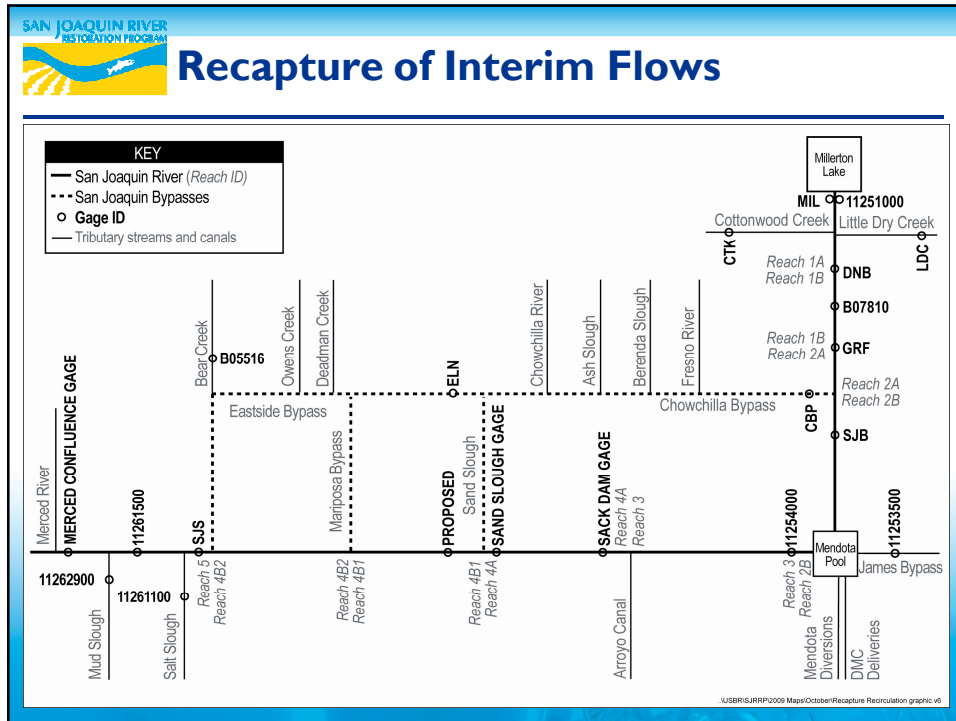 SAN JOAQUIN RIVER
RESTORATION PROGRAM
Recapture of Interim Flows
KEY
San Joaquin River (Reach ID)
San Joaquin Bypasses
Gage ID
Tributary streams and canals
Millerton
Lake
MIL
11251000
Cottonwood Creek
Little Dry Creek
CTK
LDC
Reach 1A
Reach 1B
DNB
B07810
Reach 1B
Reach 2A
GRF
Reach 2A
Reach 2B
CBP
SJB
Bear Creek
B05516
Owens Creek
Deadman Creek
ELN
Chowchilla River
Ash Slough
Berenda Slough
Fresno River
Eastside Bypass
Chowchilla Bypass
Merced River
MERCED CONFLUENCE GAGE
11261500
SJS
Mariposa Bypass
PROPOSED
Sand Slough
SAND SLOUGH GAGE
SACK DAM GAGE
Reach 4A
Reach 3
11254000
Mendota
Pool
11253500
James Bypass
11262900
Mud Slough
11261100
Salt Slough
Reach 5
Reach 4B2
Reach 4B2
Reach 4B1
Reach 4B1
Reach 4A
Arroyo Canal
Reach 3
Reach 2B
Mendota
Diversions
DMC
Deliveries
..\USBR\SJRRP\2009 Maps\October\Recapture Recirculation graphic.v6